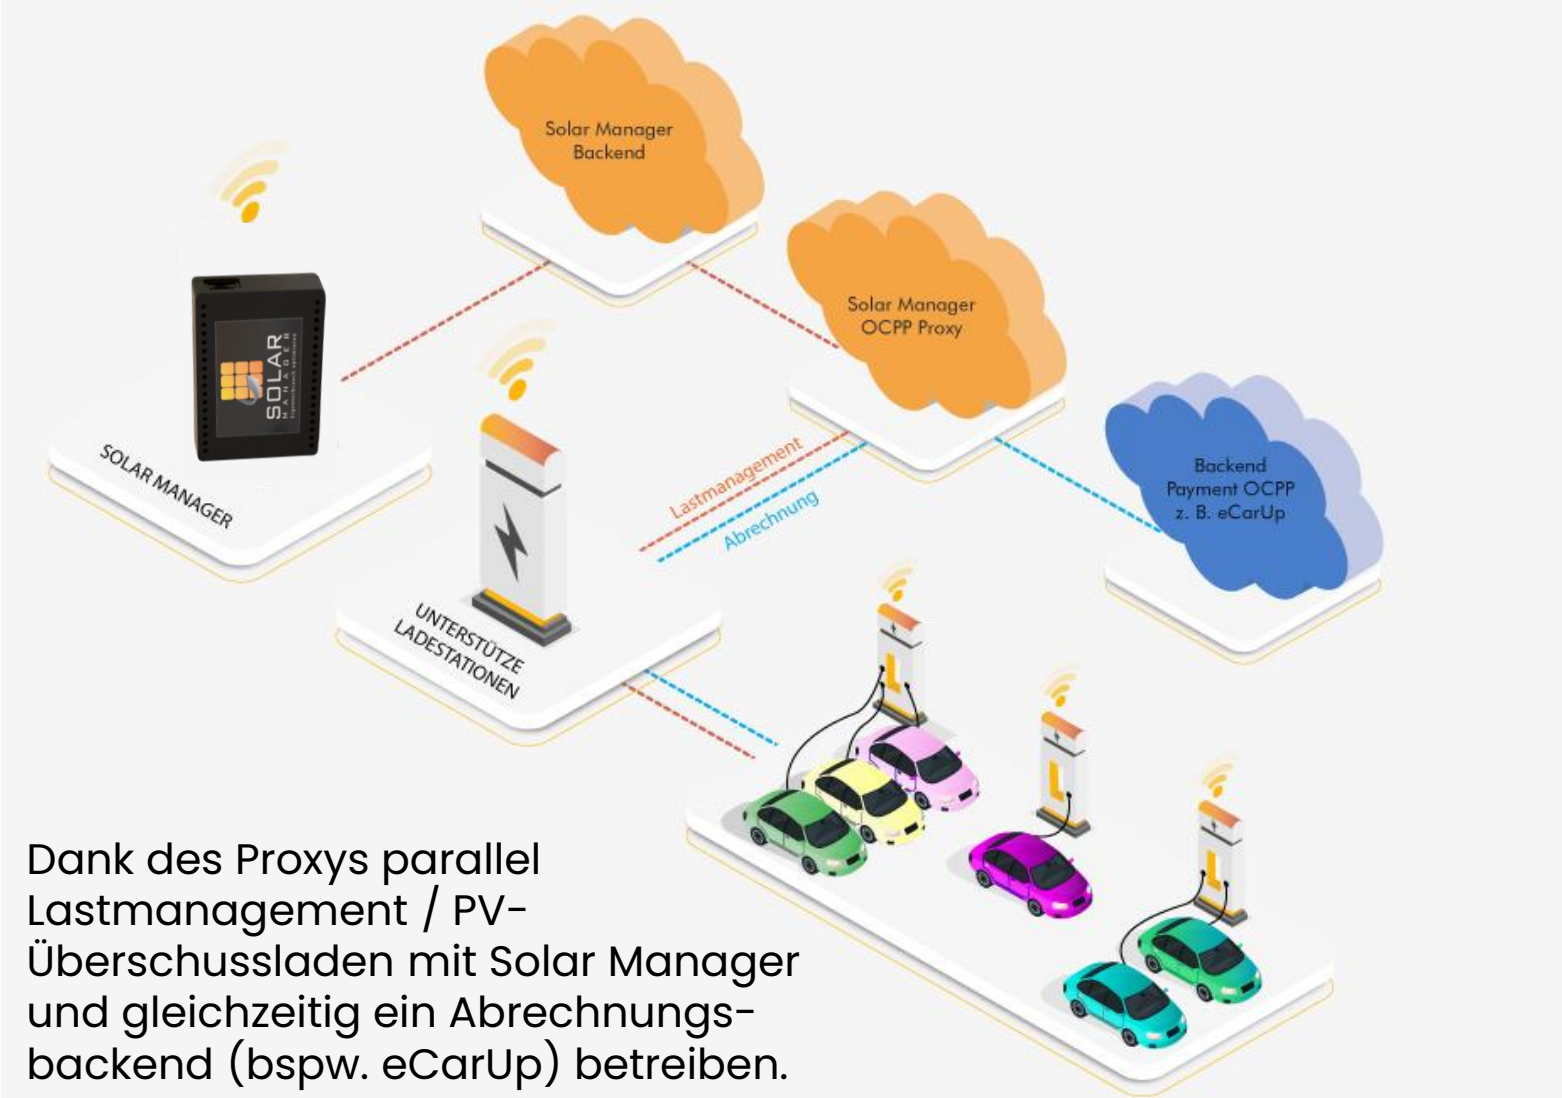 Solar Manager
Backend
Solar Manager
OCPP Proxy
SOLAR
MANAGER
SOLAR MANAGER
Lastmanagement
Abrechnung
Backend
Payment OCPP
z. B. eCarUp
UNTERSTÜTZE
LADESTATIONEN
Dank des Proxys parallel
Lastmanagement / PV-
Überschussladen mit Solar Manager
und gleichzeitig ein Abrechnungs-
backend (bspw. eCarUp) betreiben.